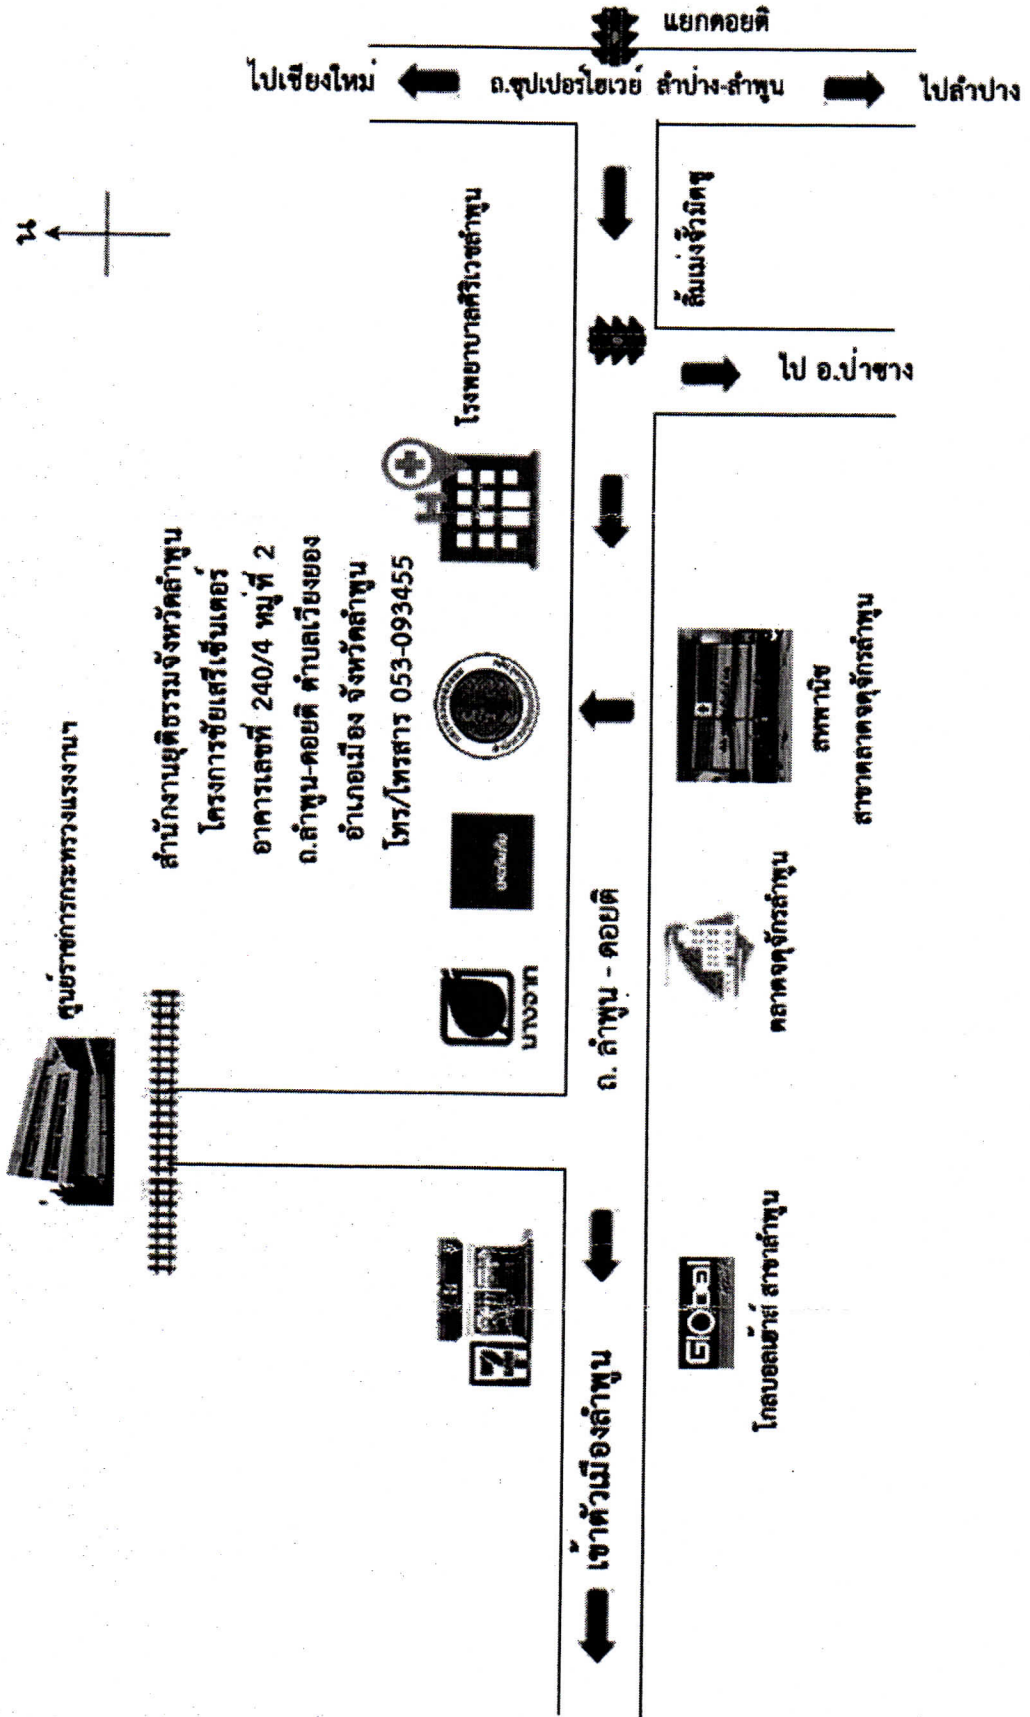 แยกดอยติ
ไปเชียงใหม่
ถ.ซุปเปอร์ไฮเวย์ ลำปาง-ลำพูน
ไปลำปาง
น
ลิ้มเม่งจั๊วมิตซู
ไป อ.ป่าซาง
โรงพยาบาลศิริเวชลำพูน
H
สำนักงานยุติธรรมจังหวัดลำพูน
โครงการชัยเสรีเซ็นเตอร์
อาคารเลขที่ 240/4 หมู่ที่ 2
ถ.ลำพูน-ดอยติ ตำบลเวียงยอง
อำเภอเมือง จังหวัดลำพูน
โทร/โทรสาร 053-093455
ศูนย์ราชการกระทรวงแรงงานฯ
บางจาก
ถ. ลำพูน - ดอยติ
สหพานิช
สาขาตลาดจตุจักรลำพูน
ตลาดจตุจักรลำพูน
7
Global
โกลบอลเฮ้าส์ สาขาลำพูน
เข้าตัวเมืองลำพูน